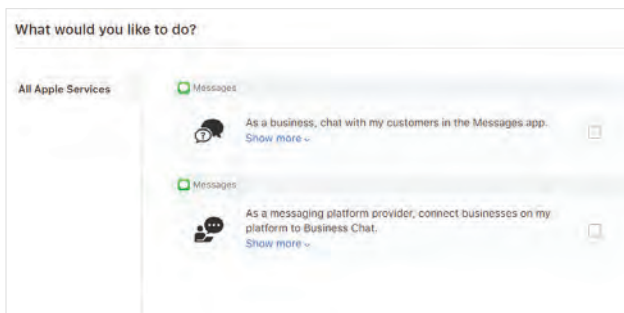 What would you like to do?
All Apple Services
Messages
?
As a business, chat with my customers in the Messages app.
Show more
Messages
As a messaging platform provider, connect businesses on my
platform to Business Chat.
Show more